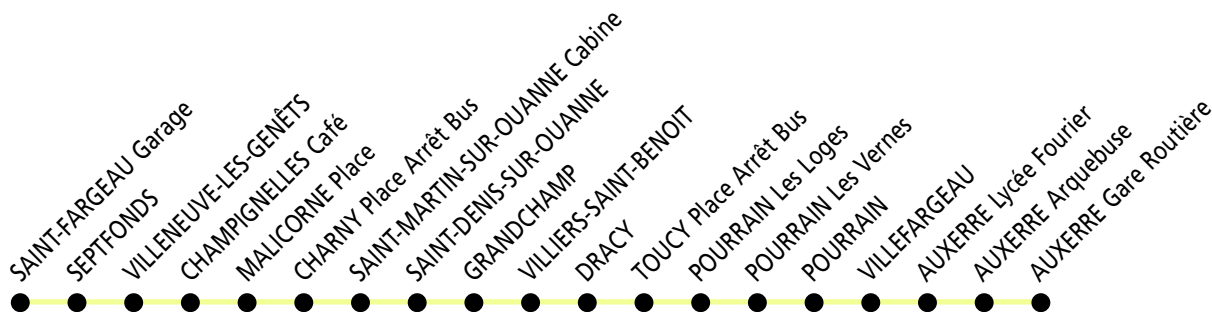 SAINT-FARGEAU Garage
SEPTFONDS
VILLENEUVE-LES-GENÊTS
CHAMPIGNELLES Café
MALICORNE Place
CHARNY Place Arrêt Bus
SAINT-MARTIN-SUR-OUANNE Cabine
SAINT-DENIS-SUR-OUANNE
GRANDCHAMP
VILLIERS-SAINT-BENOIT
DRACY
TOUCY Place Arrêt Bus
POURRAIN Les Loges
POURRAIN Les Vernes
POURRAIN
VILLEFARGEAU
AUXERRE Lycée Fourier
AUXERRE Arquebuse
AUXERRE Gare Routière